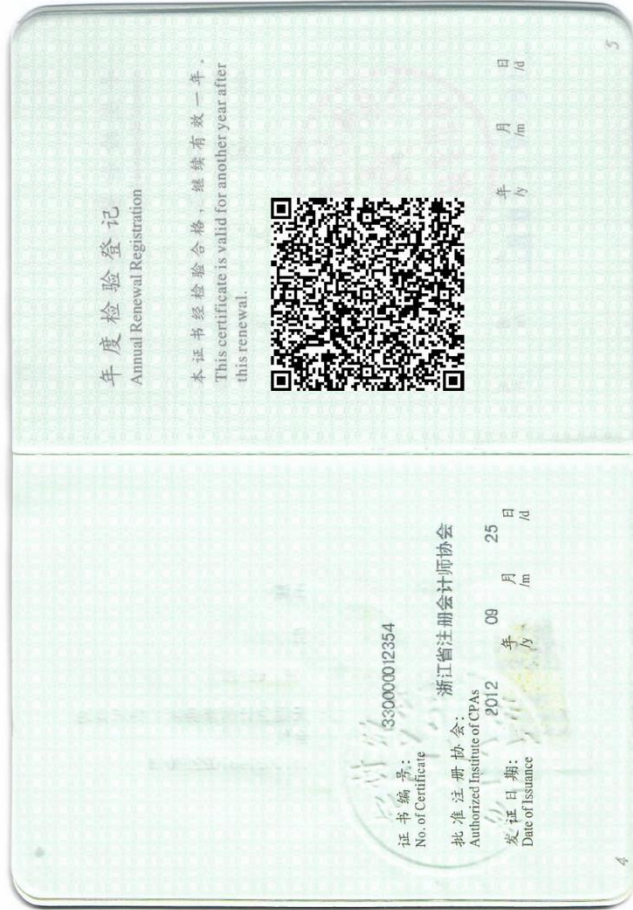 证书编号: 330000012354
No. of Certificate
批准注册协会: 浙江省注册会计师协会
Authorized Institute of CPAs
发证日期: 2012 年 09 月 25 日
Date of Issuance /y /m /d
4
年度检验登记
Annual Renewal Registration
本证书经检验合格,继续有效一年。
This certificate is valid for another year after
this renewal.
年 月 日
/y /m /d
5